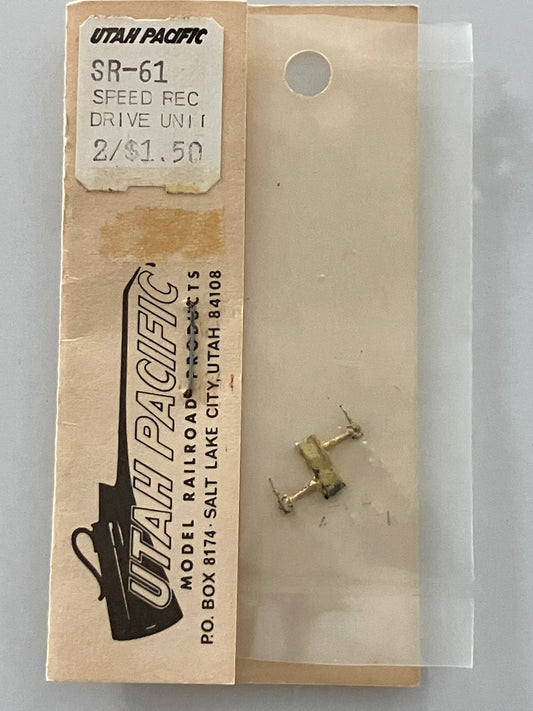 UTAH PACIFIC
SR-61
SPEED REC
DRIVE UNIT
2/$1.50
UTAH PACIFIC
MODEL RAILROAD PRODUCTS
P.O. BOX 8174 · SALT LAKE CITY, UTAH 84108